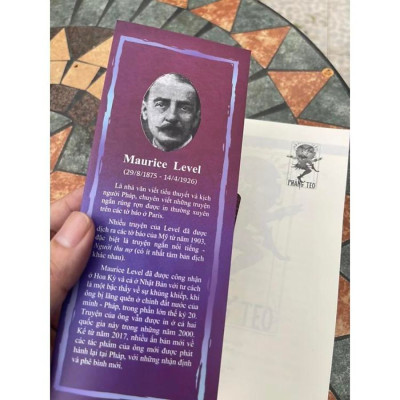 Maurice Level
(29/8/1875 - 14/4/1926)
Là nhà văn viết tiểu thuyết và kịch
người Pháp, chuyên viết những truyện
ngắn rùng rợn được in thường xuyên
trên các tờ báo ở Paris.
Nhiều truyện của Level đã được
dịch ra các tờ báo của Mỹ từ năm 1903,
đặc biệt là truyện ngắn nổi tiếng -
Người thu nợ (có ít nhất tám bản dịch
khác nhau).
Maurice Level đã được công nhận
ở Hoa Kỳ và cả ở Nhật Bản với tư cách
là một bậc thầy về sự khủng khiếp, khi
ông bị lãng quên ở chính đất nước của
mình - Pháp, trong phần lớn thế kỷ 20.
Truyện của ông vẫn được in ở cả hai
quốc gia này trong những năm 2000.
Kể từ năm 2017, nhiều ấn bản mới về
các tác phẩm của ông mới được phát
hành lại tại Pháp, với những nhận định
và phê bình mới.
CHÀNG TEO
TEO